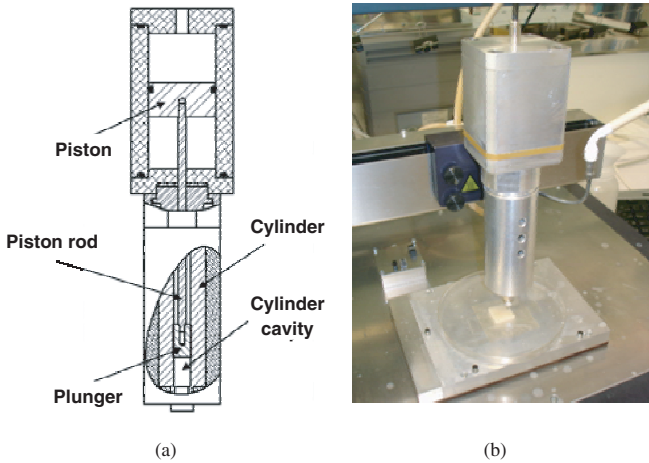 Piston
Piston rod
Cylinder
Cylinder
cavity
Plunger
(a)
(b)